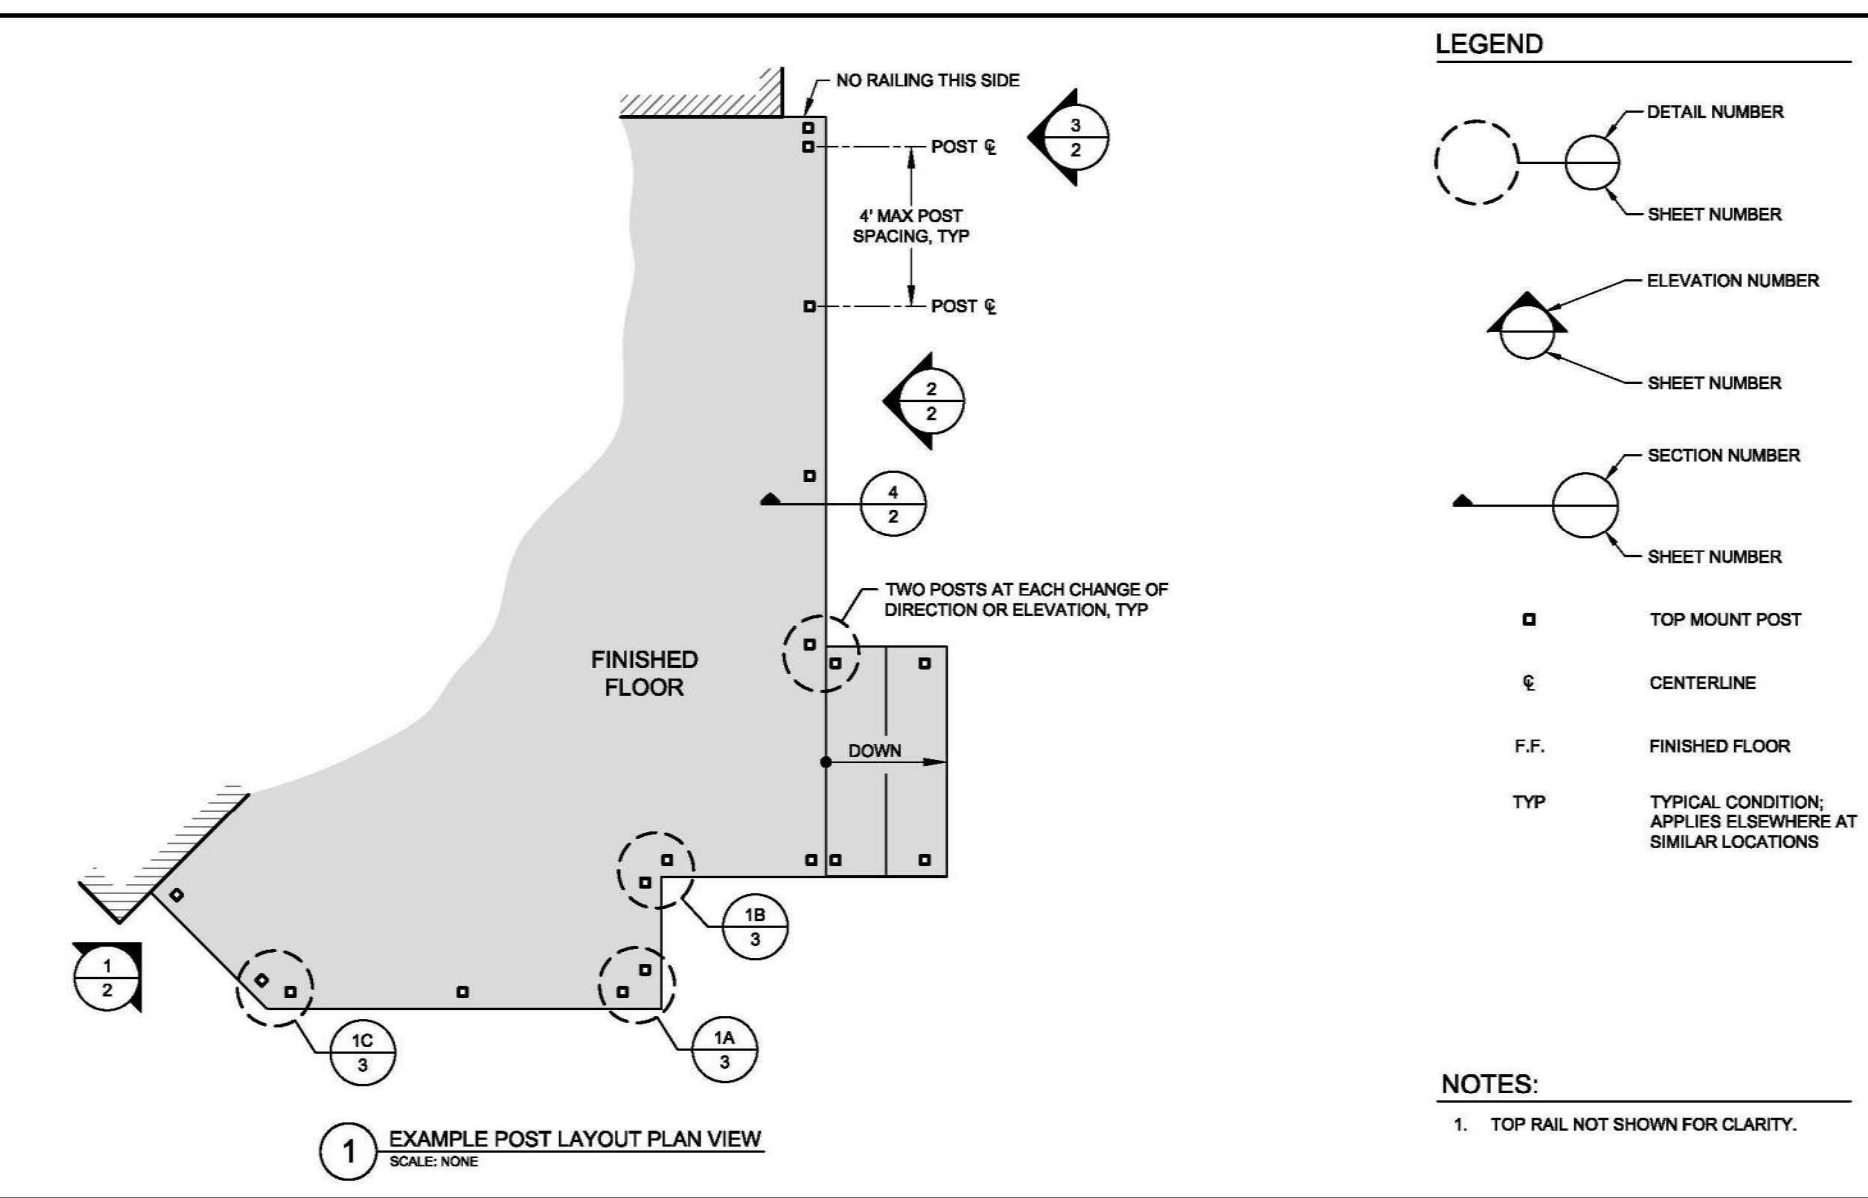 NO RAILING THIS SIDE
3
2
POST ℄
4' MAX POST
SPACING, TYP
POST ℄
2
2
4
2
TWO POSTS AT EACH CHANGE OF
DIRECTION OR ELEVATION, TYP
FINISHED
FLOOR
DOWN
1B
3
1
2
1C
3
1A
3
1
EXAMPLE POST LAYOUT PLAN VIEW
SCALE: NONE
LEGEND
DETAIL NUMBER
SHEET NUMBER
ELEVATION NUMBER
SHEET NUMBER
SECTION NUMBER
SHEET NUMBER
TOP MOUNT POST
℄ CENTERLINE
F.F. FINISHED FLOOR
TYP TYPICAL CONDITION;
APPLIES ELSEWHERE AT
SIMILAR LOCATIONS
NOTES:
1. TOP RAIL NOT SHOWN FOR CLARITY.